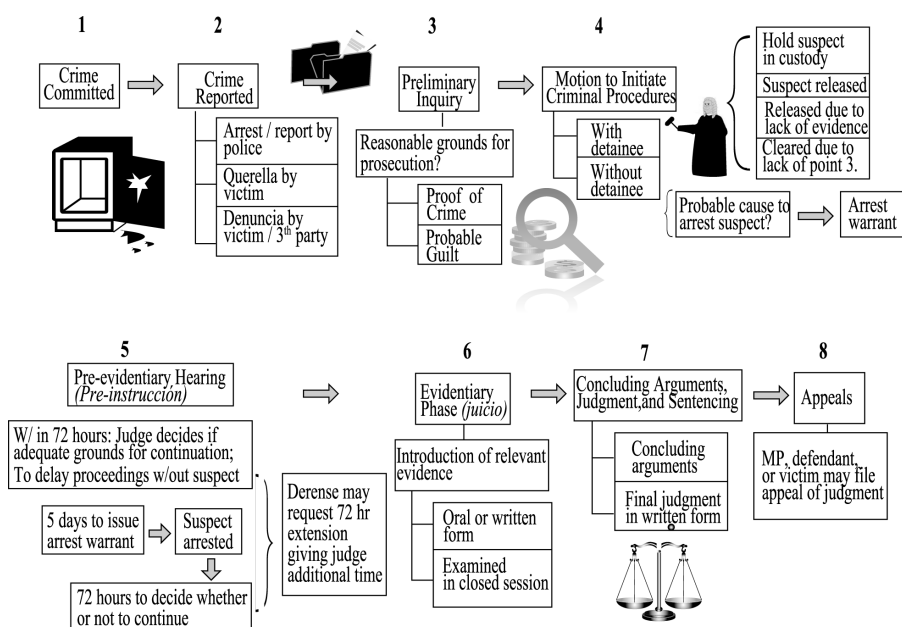 1
Crime
Committed
2
Crime
Reported
Arrest / report by
police
Querella by
victim
Denuncia by
victim / 3th party
3
Preliminary
Inquiry
Reasonable grounds for
prosecution?
Proof of
Crime
Probable
Guilt
4
Motion to Initiate
Criminal Procedures
With
detainee
Without
detainee
Hold suspect
in custody
Suspect released
Released due to
lack of evidence
Cleared due to
lack of point 3.
Probable cause to
arrest suspect?
Arrest
warrant
5
Pre-evidentiary Hearing
(Pre-instrucción)
W/ in 72 hours: Judge decides if
adequate grounds for continuation;
To delay proceedings w/out suspect
5 days to issue
arrest warrant
Suspect
arrested
72 hours to decide whether
or not to continue
Derense may
request 72 hr
extension
giving judge
additional time
6
Evidentiary
Phase (juicio)
Introduction of relevant
evidence
Oral or written
form
Examined
in closed session
7
Concluding Arguments,
Judgment,and Sentencing
Concluding
arguments
Final judgment
in written form
8
Appeals
MP, defendant,
or victim may file
appeal of judgment